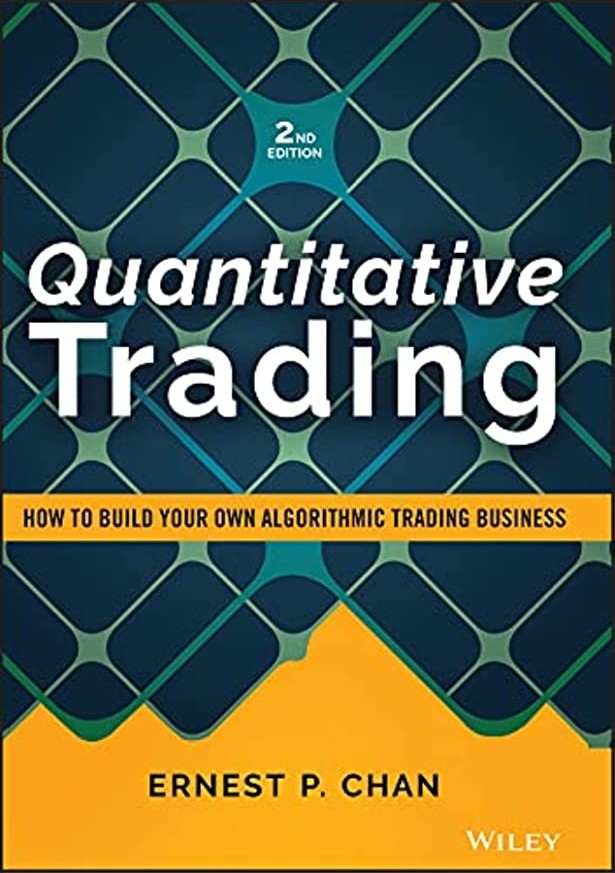 2ND
EDITION
Quantitative
Trading
HOW TO BUILD YOUR OWN ALGORITHMIC TRADING BUSINESS
ERNEST P. CHAN
WILEY